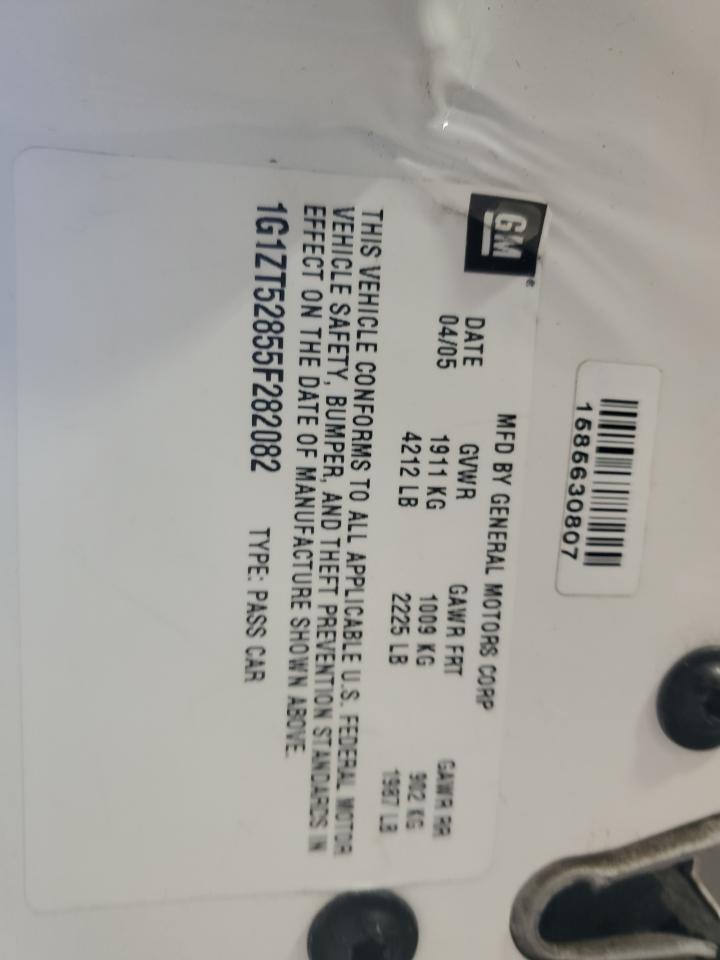 1585630807
GM®
MFD BY GENERAL MOTORS CORP
DATE GVWR GAWR FRT GAWR RR
04/05 1911 KG 1009 KG 902 KG
4212 LB 2225 LB 1987 LB
THIS VEHICLE CONFORMS TO ALL APPLICABLE U.S. FEDERAL MOTOR
VEHICLE SAFETY, BUMPER, AND THEFT PREVENTION STANDARDS IN
EFFECT ON THE DATE OF MANUFACTURE SHOWN ABOVE.
1G1ZT52855F282082 TYPE: PASS CAR